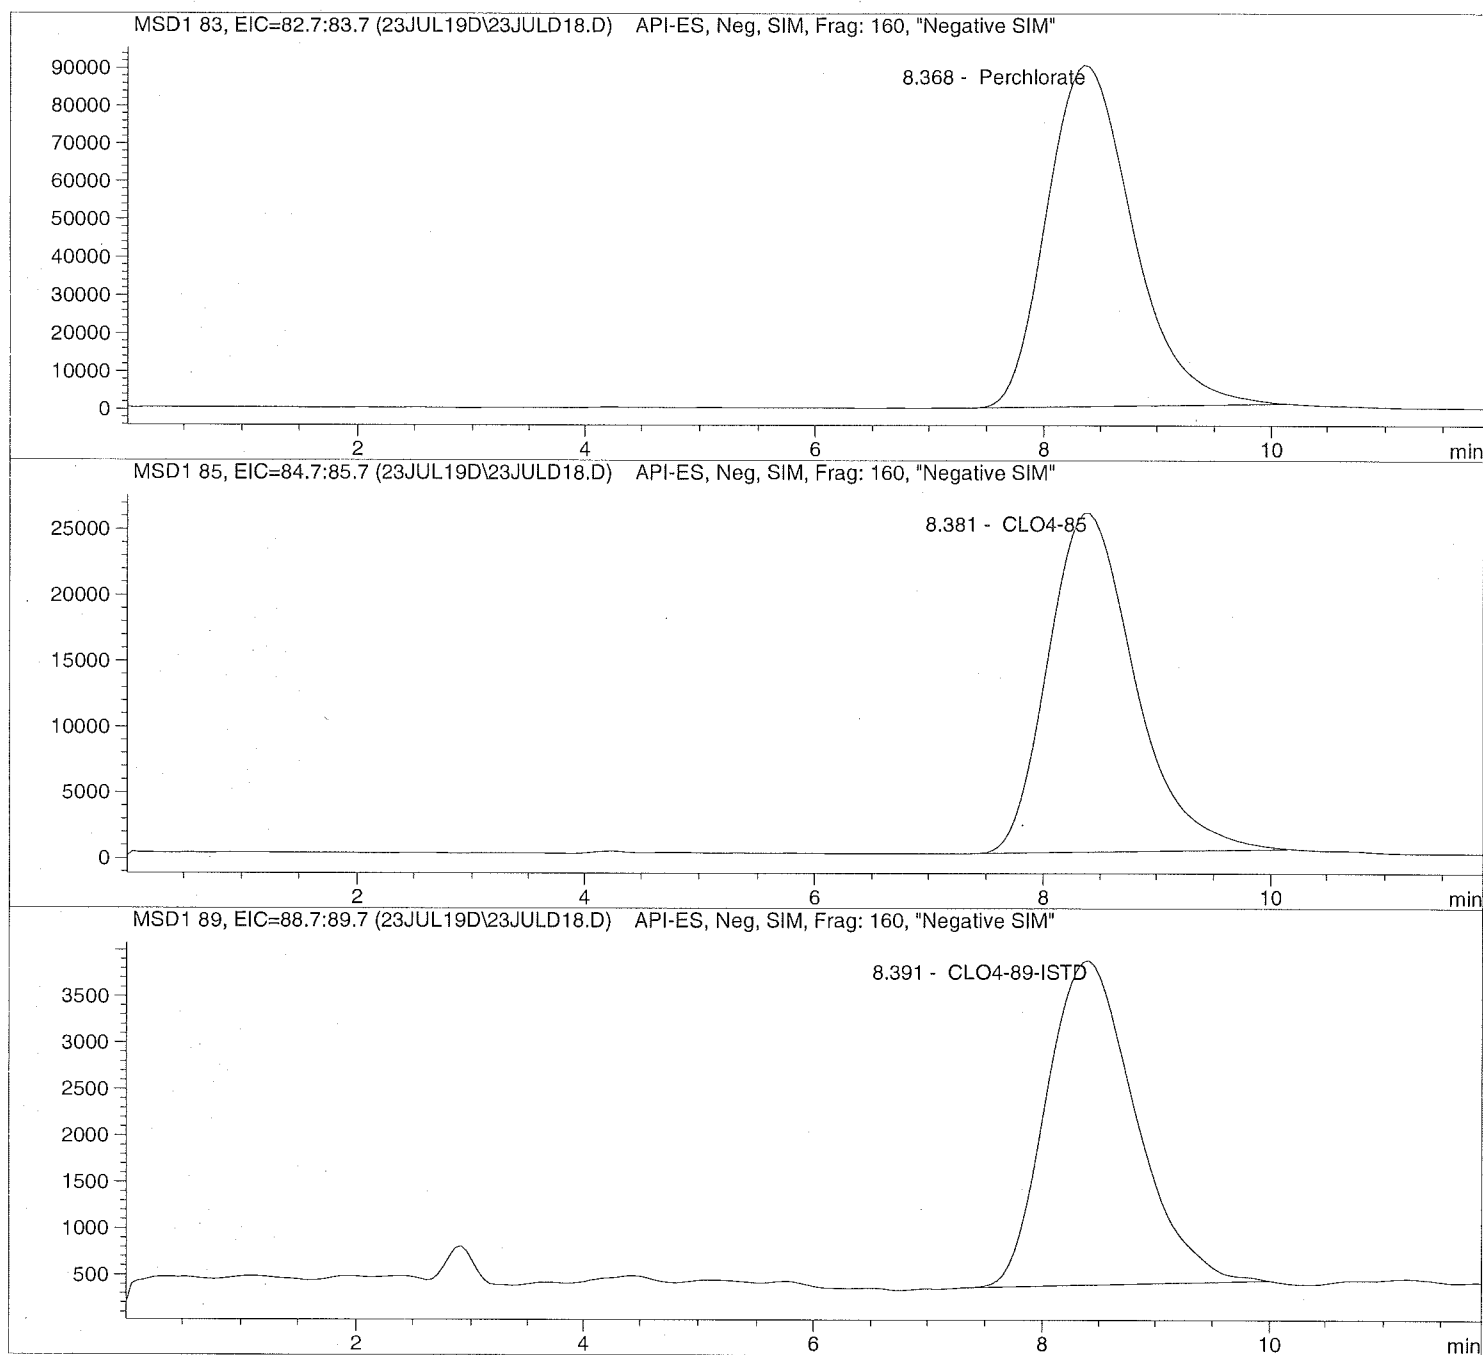 MSD1 83, EIC=82.7:83.7 (23JUL19D\23JULD18.D) API-ES, Neg, SIM, Frag: 160, "Negative SIM"
8.368 - Perchlorate
90000
80000
70000
60000
50000
40000
30000
20000
10000
0
2 4 6 8 10 min
MSD1 85, EIC=84.7:85.7 (23JUL19D\23JULD18.D) API-ES, Neg, SIM, Frag: 160, "Negative SIM"
8.381 - CLO4-85
25000
20000
15000
10000
5000
0
2 4 6 8 10 min
MSD1 89, EIC=88.7:89.7 (23JUL19D\23JULD18.D) API-ES, Neg, SIM, Frag: 160, "Negative SIM"
8.391 - CLO4-89-ISTD
3500
3000
2500
2000
1500
1000
500
2 4 6 8 10 min